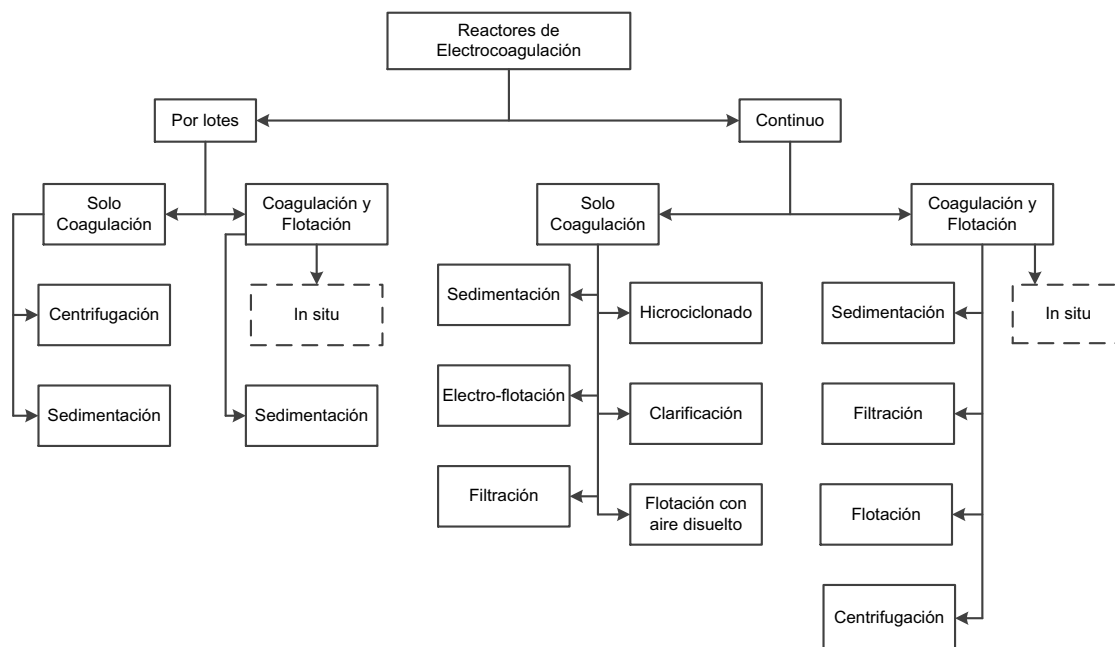 Reactores de
Electrocoagulación
Por lotes
Continuo
Solo
Coagulación
Coagulación y
Flotación
Solo
Coagulación
Coagulación y
Flotación
Centrifugación
In situ
Sedimentación
Sedimentación
Sedimentación
Hicrociclonado
Electro-flotación
Clarificación
Filtración
Flotación con
aire disuelto
Sedimentación
In situ
Filtración
Flotación
Centrifugación